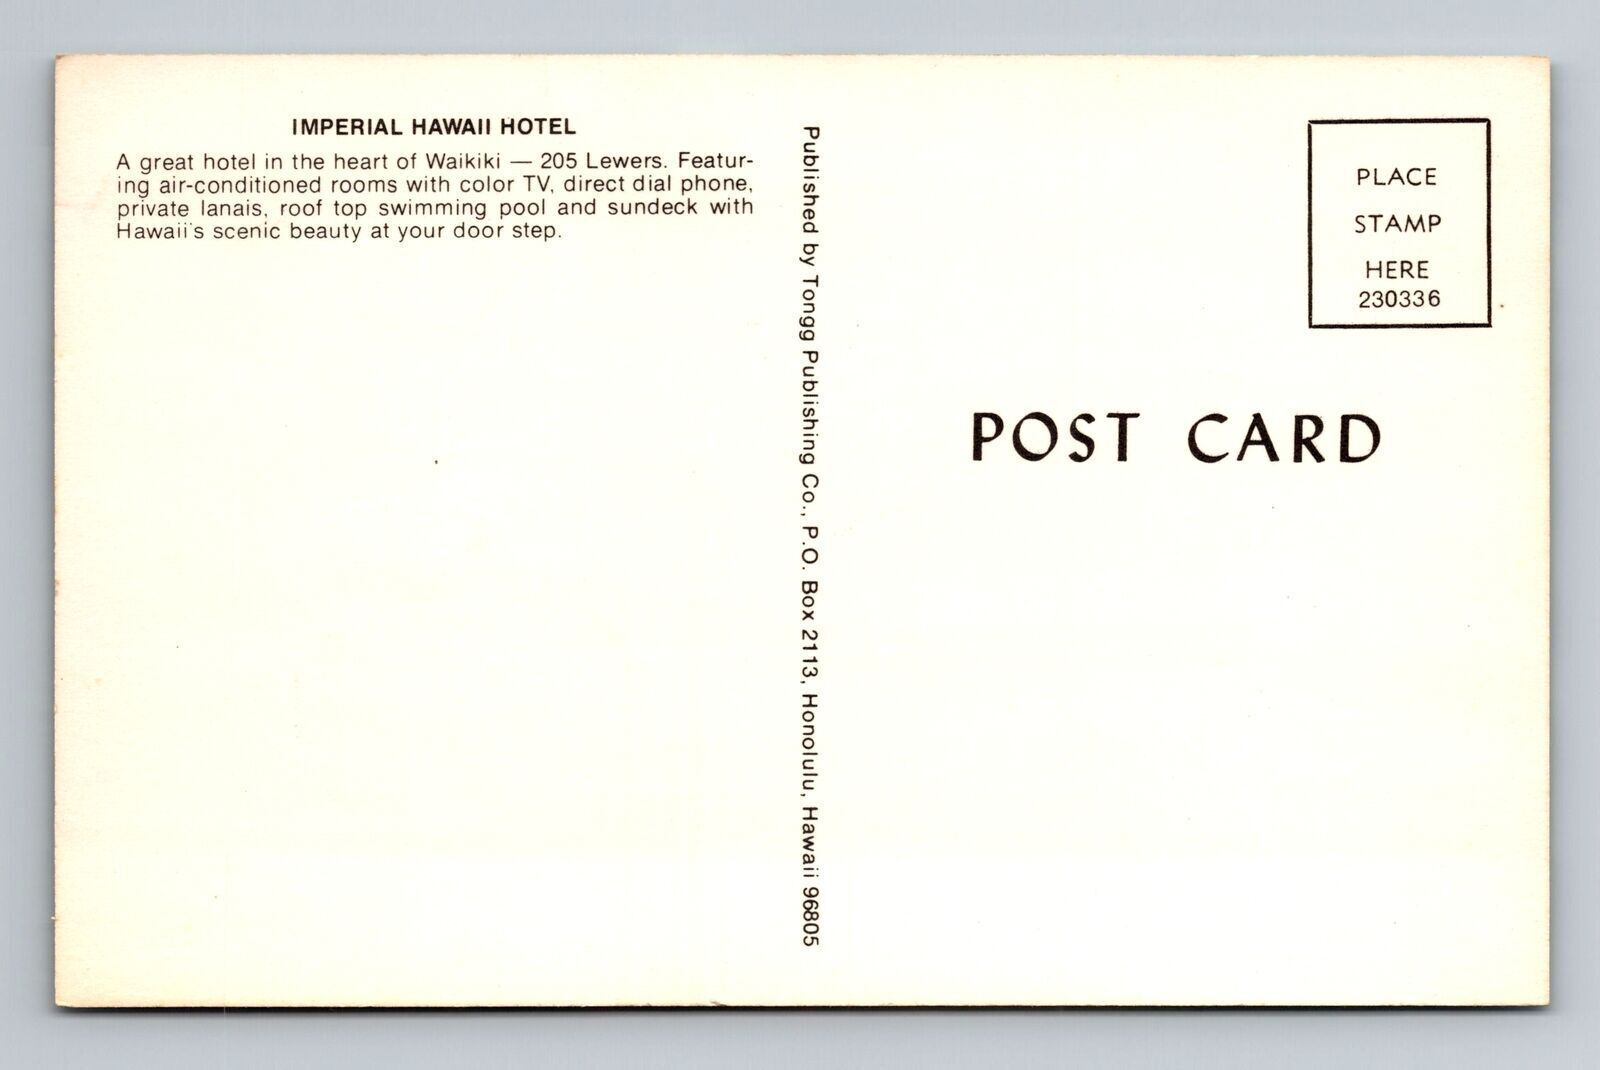 IMPERIAL HAWAII HOTEL
A great hotel in the heart of Waikiki — 205 Lewers. Featur-
ing air-conditioned rooms with color TV, direct dial phone,
private lanais, roof top swimming pool and sundeck with
Hawaii's scenic beauty at your door step.
Published by Tongg Publishing Co., P.O. Box 2113, Honolulu, Hawaii 96805
PLACE
STAMP
HERE
230336
POST CARD